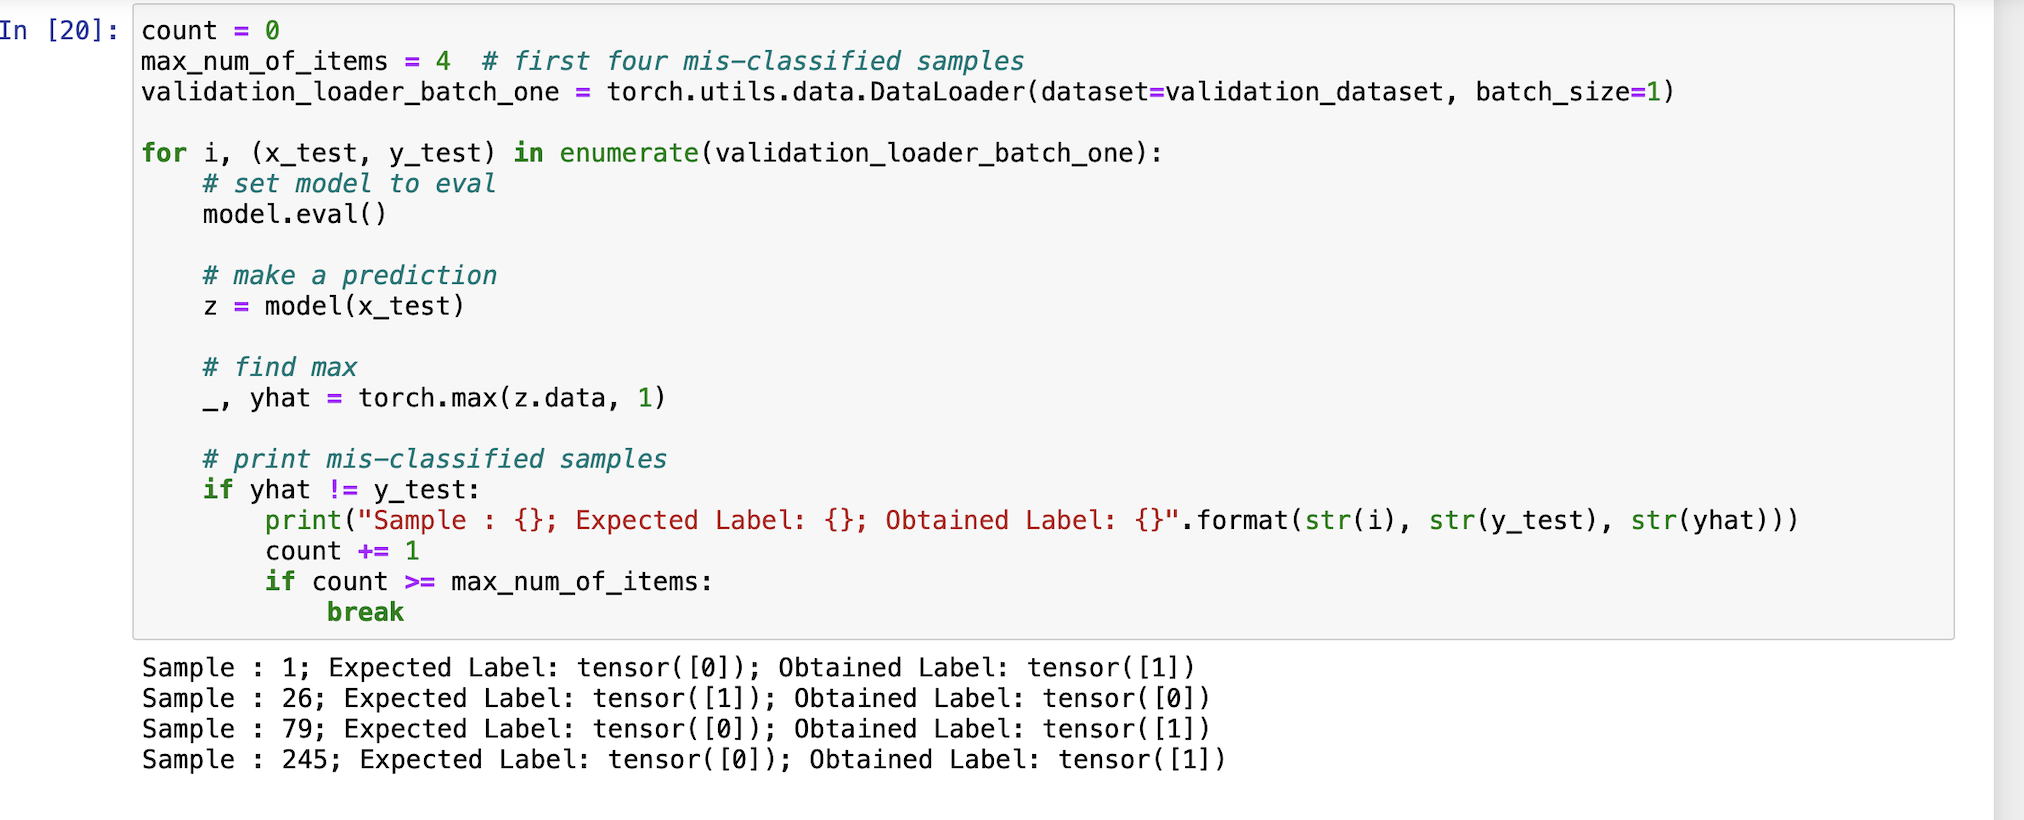 In [20]:
count = 0
max_num_of_items = 4  # first four mis-classified samples
validation_loader_batch_one = torch.utils.data.DataLoader(dataset=validation_dataset, batch_size=1)

for i, (x_test, y_test) in enumerate(validation_loader_batch_one):
    # set model to eval
    model.eval()

    # make a prediction
    z = model(x_test)

    # find max
    _, yhat = torch.max(z.data, 1)

    # print mis-classified samples
    if yhat != y_test:
        print("Sample : {}; Expected Label: {}; Obtained Label: {}".format(str(i), str(y_test), str(yhat)))
        count += 1
        if count >= max_num_of_items:
            break
Sample : 1; Expected Label: tensor([0]); Obtained Label: tensor([1])
Sample : 26; Expected Label: tensor([1]); Obtained Label: tensor([0])
Sample : 79; Expected Label: tensor([0]); Obtained Label: tensor([1])
Sample : 245; Expected Label: tensor([0]); Obtained Label: tensor([1])